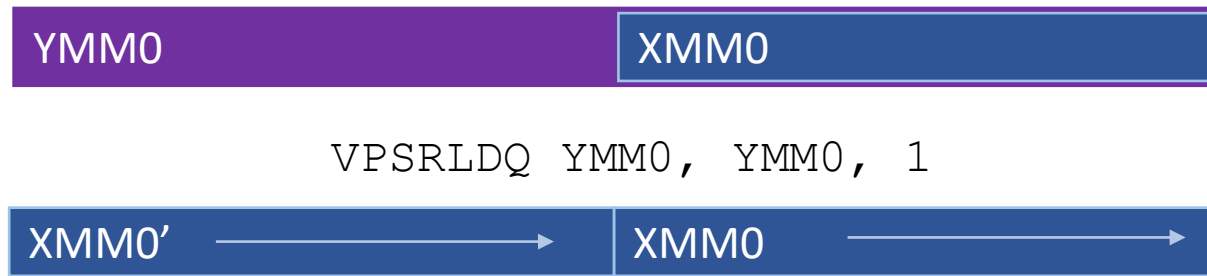 YMM0 XMM0
VPSRLDQ YMM0, YMM0, 1
XMM0’ XMM0